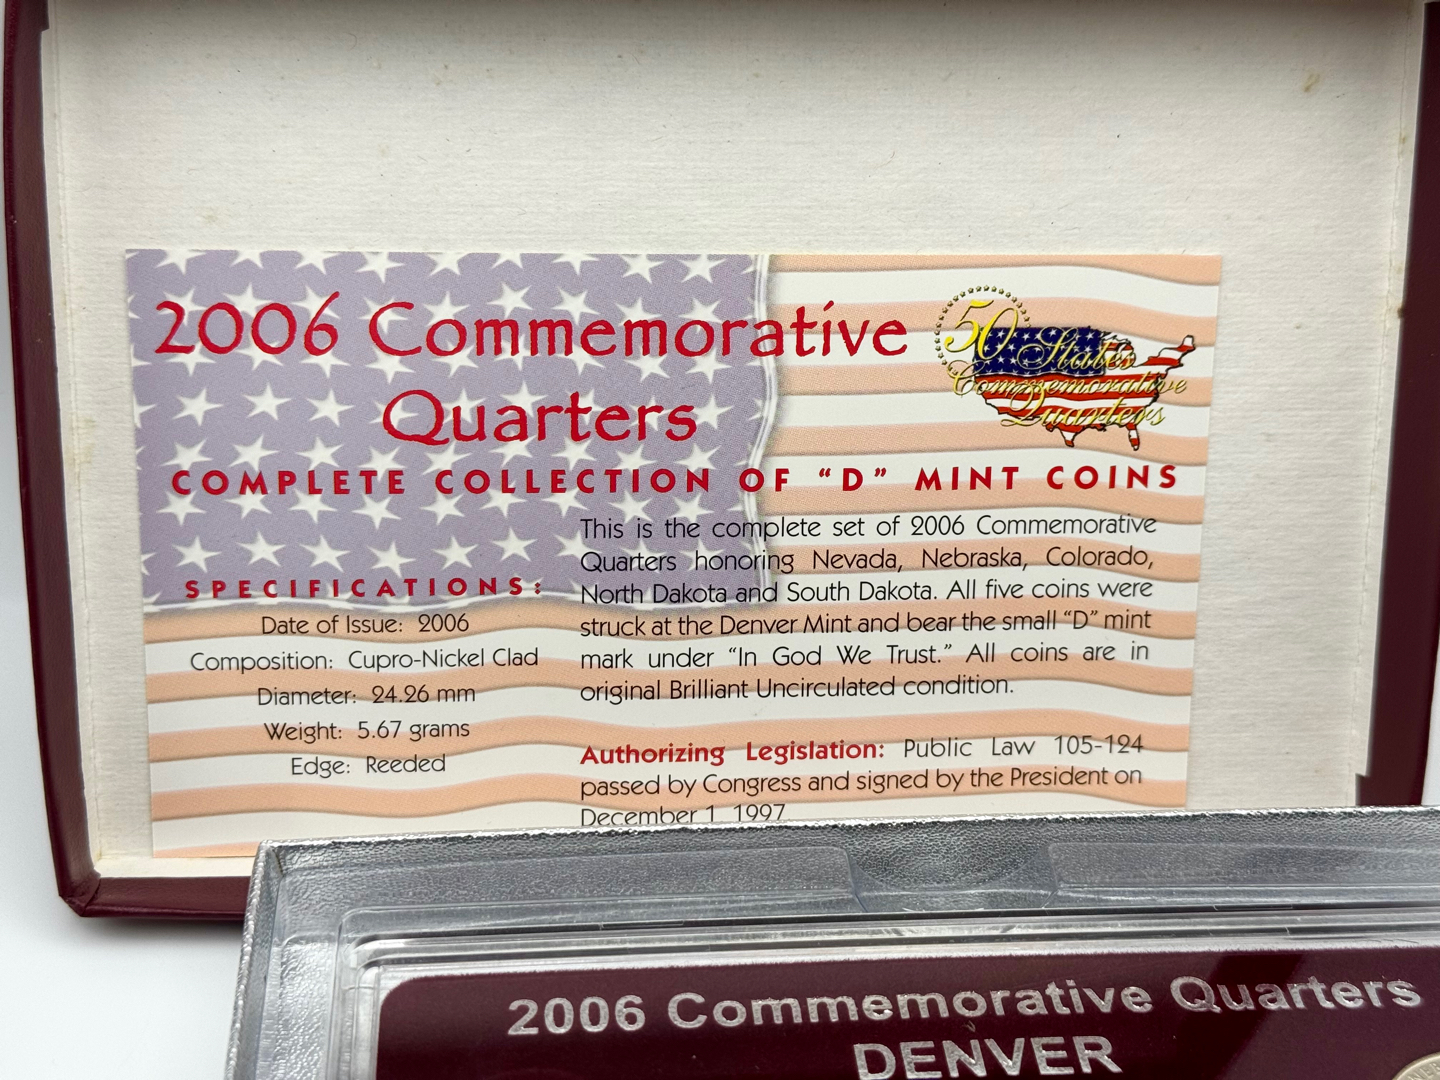 2006 Commemorative
Quarters
50 States
Commemorative
Quarters
COMPLETE COLLECTION OF “D” MINT COINS
SPECIFICATIONS:
Date of Issue: 2006
Composition: Cupro-Nickel Clad
Diameter: 24.26 mm
Weight: 5.67 grams
Edge: Reeded
This is the complete set of 2006 Commemorative
Quarters honoring Nevada, Nebraska, Colorado,
North Dakota and South Dakota. All five coins were
struck at the Denver Mint and bear the small “D” mint
mark under “In God We Trust.” All coins are in
original Brilliant Uncirculated condition.
Authorizing Legislation: Public Law 105-124
passed by Congress and signed by the President on
December 1, 1997
2006 Commemorative Quarters
DENVER